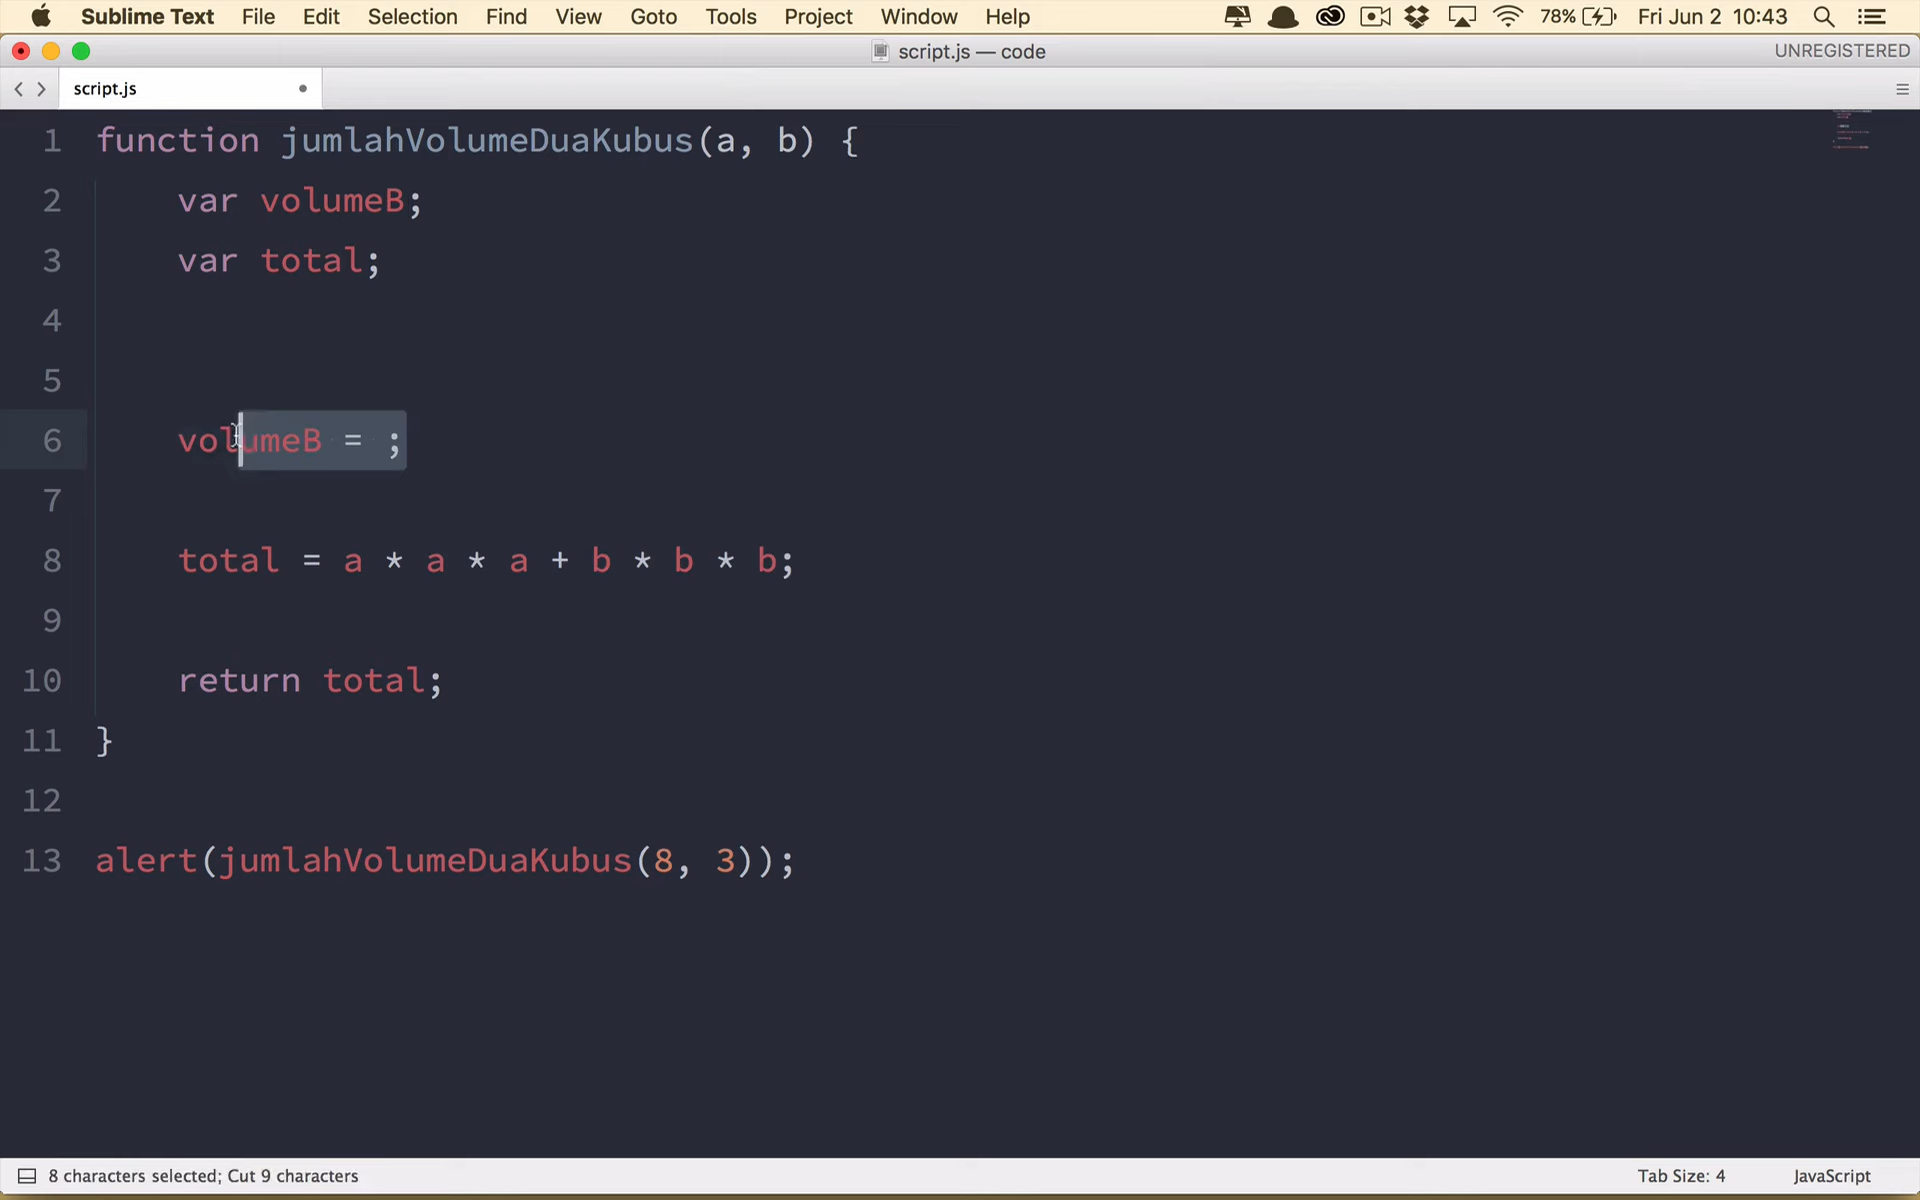 Sublime Text File Edit Selection Find View Goto Tools Project Window Help 78% Fri Jun 2 10:43
script.js — code UNREGISTERED
script.js
1 function jumlahVolumeDuaKubus(a, b) {
2 var volumeB;
3 var total;
4
5
6 volumeB = ;
7
8 total = a * a * a + b * b * b;
9
10 return total;
11 }
12
13 alert(jumlahVolumeDuaKubus(8, 3));
8 characters selected; Cut 9 characters Tab Size: 4 JavaScript